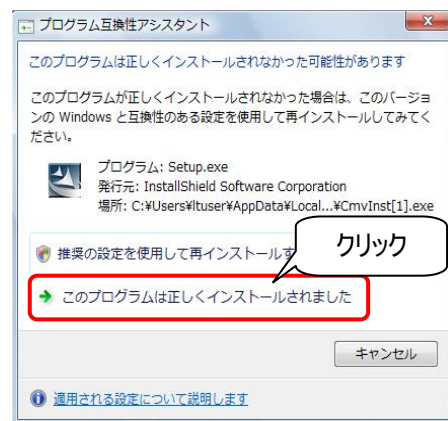 プログラム互換性アシスタント
このプログラムは正しくインストールされなかった可能性があります
このプログラムが正しくインストールされなかった場合は、このバージョ
ンの Windows と互換性のある設定を使用して再インストールしてみてく
ださい。
プログラム: Setup.exe
発行元: InstallShield Software Corporation
場所: C:¥Users¥ltuser¥AppData¥Local...¥CmvInst[1].exe
推奨の設定を使用して再インストールす
クリック
このプログラムは正しくインストールされました
キャンセル
適用される設定について説明します